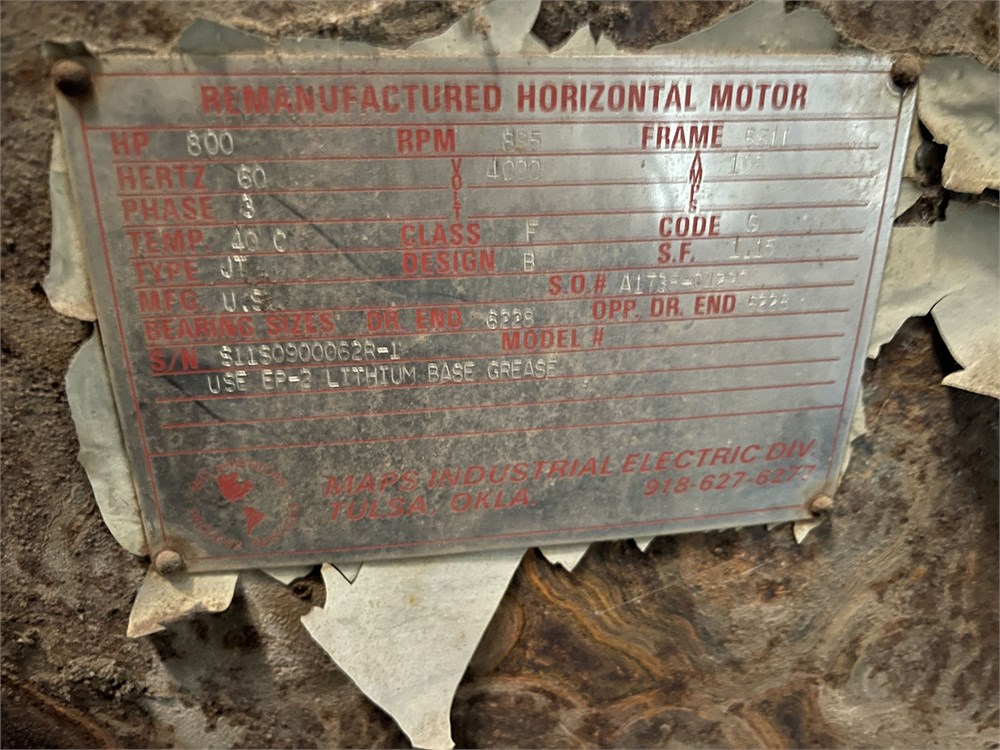 REMANUFACTURED HORIZONTAL MOTOR
HP 800 RPM FRAME
HERTZ 60 VOLT 4000 AMPS
PHASE 3
TEMP. 40 C CLASS F CODE G
TYPE JT DESIGN B S.F. 1.15
MFG. U.S. S.O.#
BEARING SIZES DR. END 6228 OPP. DR. END
S/N S11S0900062R-1 MODEL #
USE EP-2 LITHIUM BASE GREASE
MAPS INDUSTRIAL ELECTRIC DIV.
TULSA, OKLA. 918-627-6277